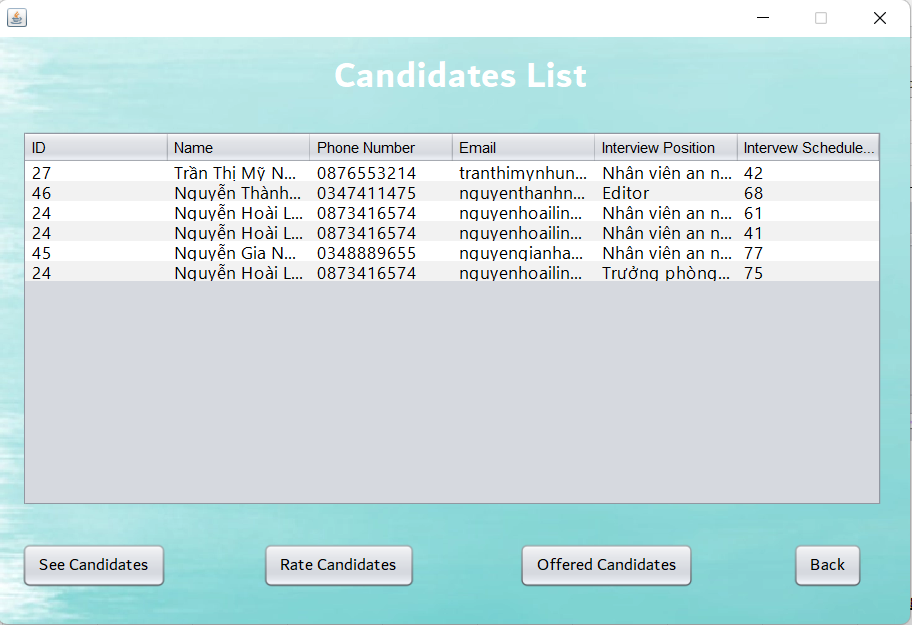 Candidates List
ID Name Phone Number Email Interview Position Intervew Schedule...
27 Trần Thị Mỹ N... 0876553214 tranthimynhun... Nhân viên an n... 42
46 Nguyễn Thành... 0347411475 nguyenthanhn... Editor 68
24 Nguyễn Hoài L... 0873416574 nguyenhoailin... Nhân viên an n... 61
24 Nguyễn Hoài L... 0873416574 nguyenhoailin... Nhân viên an n... 41
45 Nguyễn Gia N... 0348889655 nguyengianha... Nhân viên an n... 77
24 Nguyễn Hoài L... 0873416574 nguyenhoailin... Trưởng phòng... 75
See Candidates Rate Candidates Offered Candidates Back